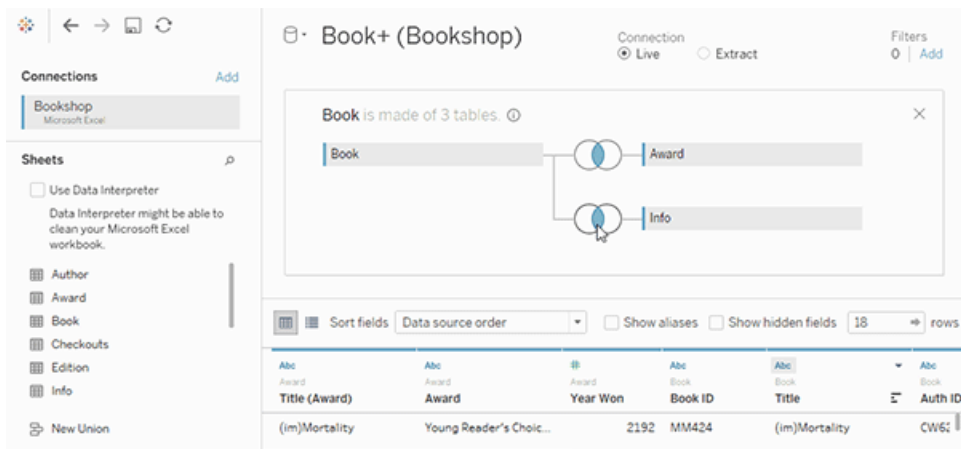 Book+ (Bookshop)
Connection
Live
Extract
Filters
0 | Add
Connections
Add
Bookshop
Microsoft Excel
Sheets
Use Data Interpreter
Data Interpreter might be able to
clean your Microsoft Excel
workbook.
Author
Award
Book
Checkouts
Edition
Info
New Union
Book is made of 3 tables.
Book
Award
Info
Sort fields Data source order
Show aliases
Show hidden fields
18
rows
Abc Abc # Abc Abc Abc
Award Award Award Book Book Book
Title (Award) Award Year Won Book ID Title Auth ID
(im)Mortality Young Reader's Choic... 2192 MM424 (im)Mortality